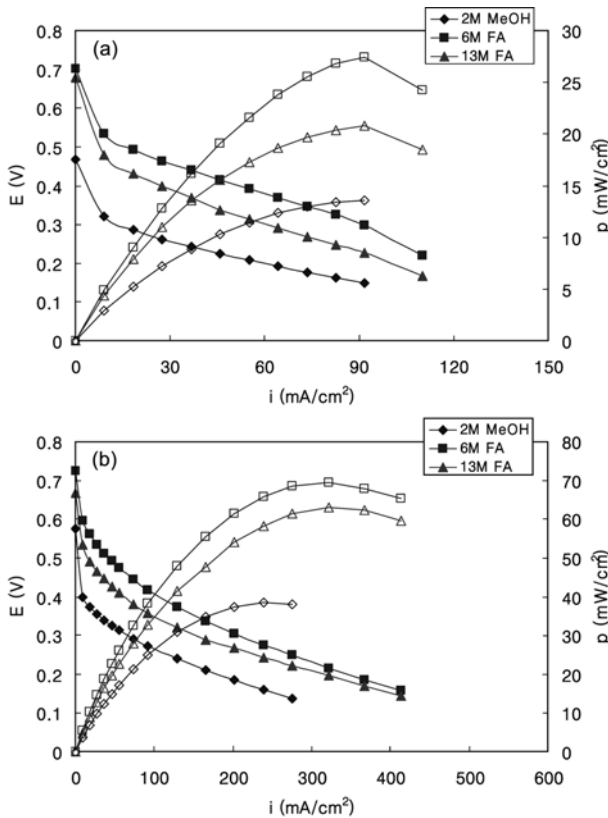 (a)
2M MeOH
6M FA
13M FA
0.8
0.7
0.6
0.5
0.4
0.3
0.2
0.1
0
E (V)
30
25
20
15
10
5
0
p (mW/cm²)
0 30 60 90 120 150
i (mA/cm²)
(b)
2M MeOH
6M FA
13M FA
0.8
0.7
0.6
0.5
0.4
0.3
0.2
0.1
0
E (V)
80
70
60
50
40
30
20
10
0
p (mW/cm²)
0 100 200 300 400 500 600
i (mA/cm²)